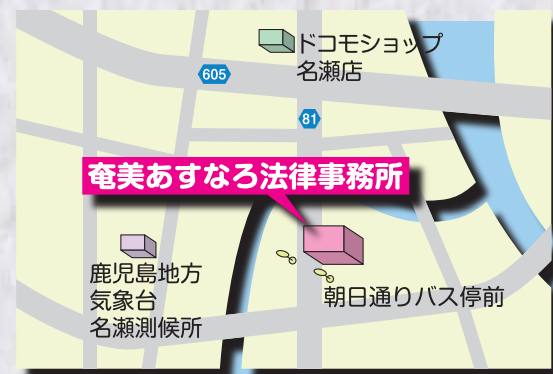 ドコモショップ
名瀬店
605
81
奄美あすなろ法律事務所
鹿児島地方
気象台
名瀬測候所
朝日通りバス停前